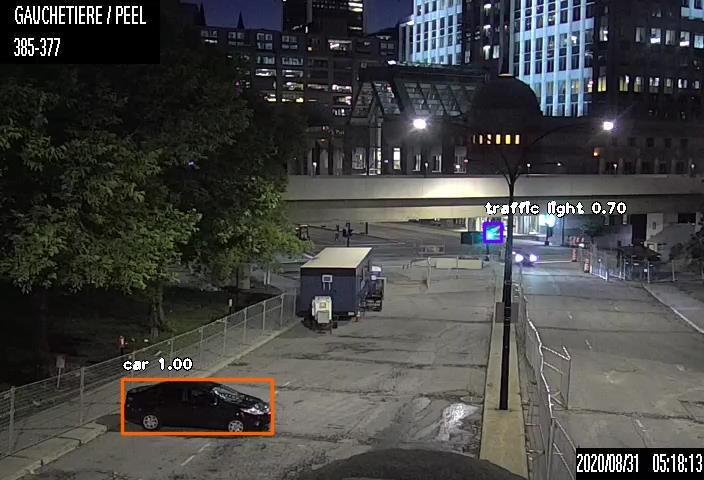 GAUCHETIERE / PEEL
385-377
traffic light 0.70
car 1.00
2020/08/31 05:18:13